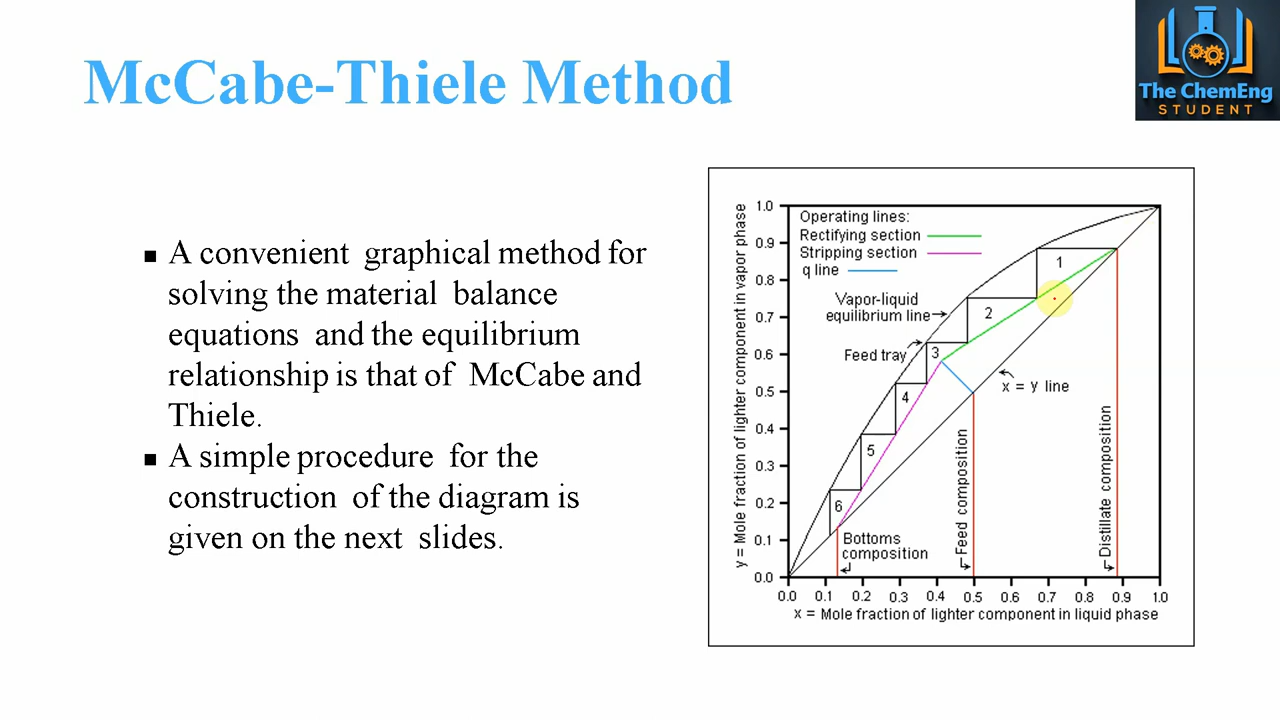 McCabe-Thiele Method
The ChemEng
STUDENT
■ A convenient graphical method for
solving the material balance
equations and the equilibrium
relationship is that of McCabe and
Thiele.
■ A simple procedure for the
construction of the diagram is
given on the next slides.
y = Mole fraction of lighter component in vapor phase
1.0
0.9
0.8
0.7
0.6
0.5
0.4
0.3
0.2
0.1
0.0
Operating lines:
Rectifying section
Stripping section
q line
Vapor-liquid
equilibrium line
Feed tray
1
2
3
4
5
6
x = y line
Bottoms
composition
Feed composition
Distillate composition
0.0 0.1 0.2 0.3 0.4 0.5 0.6 0.7 0.8 0.9 1.0
x = Mole fraction of lighter component in liquid phase